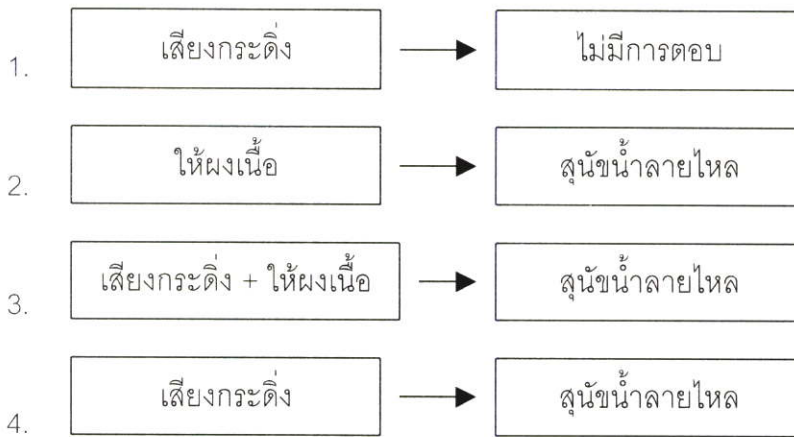 1. เสียงกระดิ่ง ไม่มีการตอบ
2. ให้ผงเนื้อ สุนัขน้ำลายไหล
3. เสียงกระดิ่ง + ให้ผงเนื้อ สุนัขน้ำลายไหล
4. เสียงกระดิ่ง สุนัขน้ำลายไหล